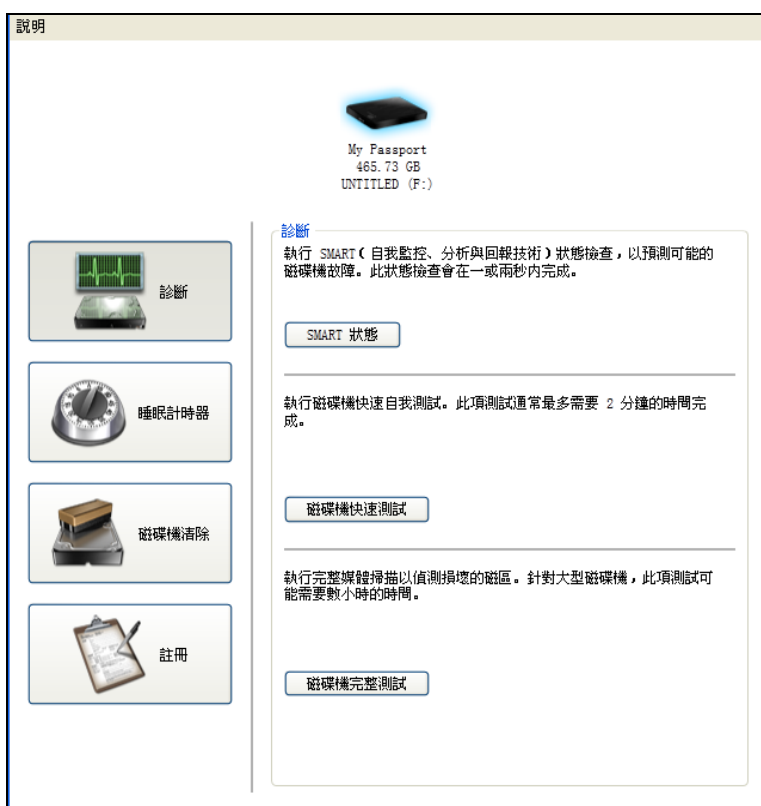 說明
My Passport
465.73 GB
UNTITLED (F:)
診斷
睡眠計時器
磁碟機清除
註冊
診斷
執行 SMART（自我監控、分析與回報技術）狀態檢查，以預測可能的
磁碟機故障。此狀態檢查會在一或兩秒內完成。
SMART 狀態
執行磁碟機快速自我測試。此項測試通常最多需要 2 分鐘的時間完
成。
磁碟機快速測試
執行完整媒體掃描以偵測損壞的磁區。針對大型磁碟機，此項測試可
能需要數小時的時間。
磁碟機完整測試